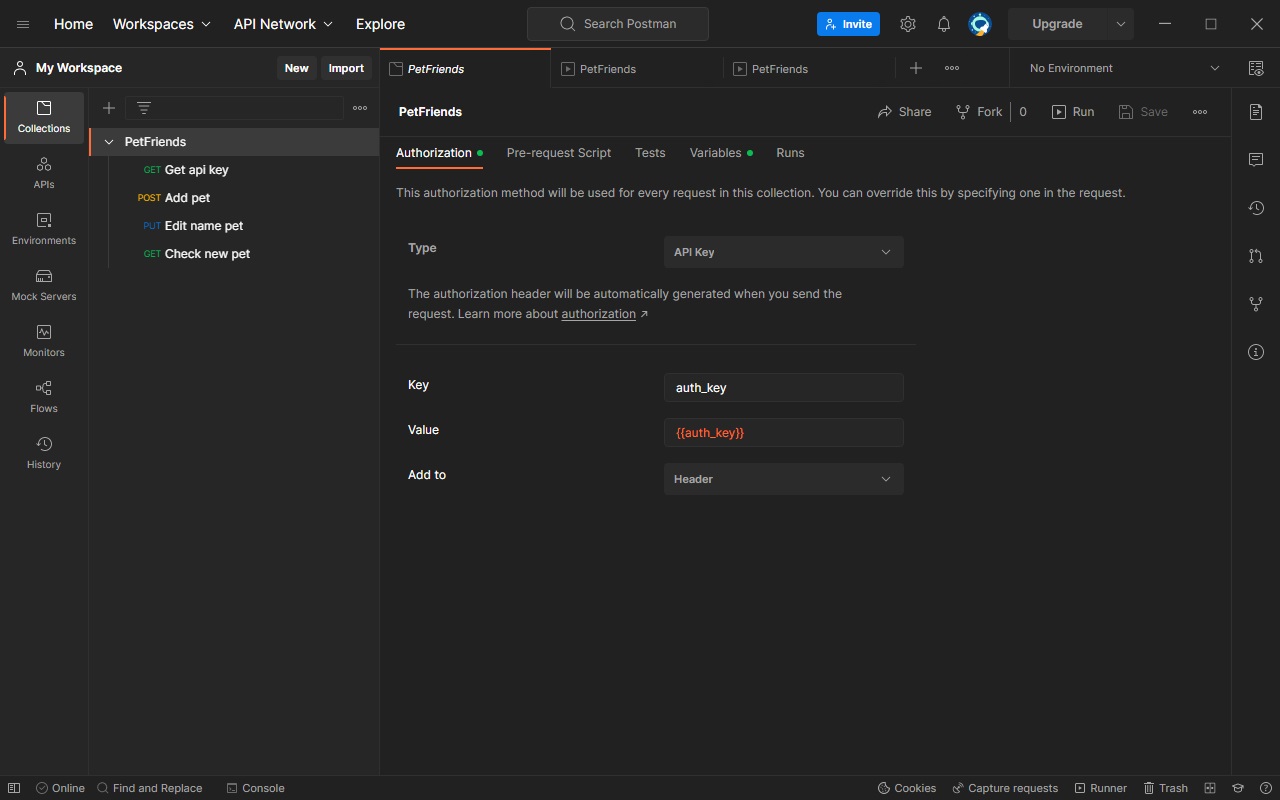 Home Workspaces API Network Explore Search Postman Invite Upgrade
My Workspace New Import PetFriends PetFriends PetFriends No Environment
Collections
APIs
Environments
Mock Servers
Monitors
Flows
History
PetFriends
GET Get api key
POST Add pet
PUT Edit name pet
GET Check new pet
PetFriends Share Fork 0 Run Save
Authorization Pre-request Script Tests Variables Runs
This authorization method will be used for every request in this collection. You can override this by specifying one in the request.
Type API Key
The authorization header will be automatically generated when you send the
request. Learn more about authorization ↗
Key auth_key
Value {{auth_key}}
Add to Header
Online Find and Replace Console Cookies Capture requests Runner Trash